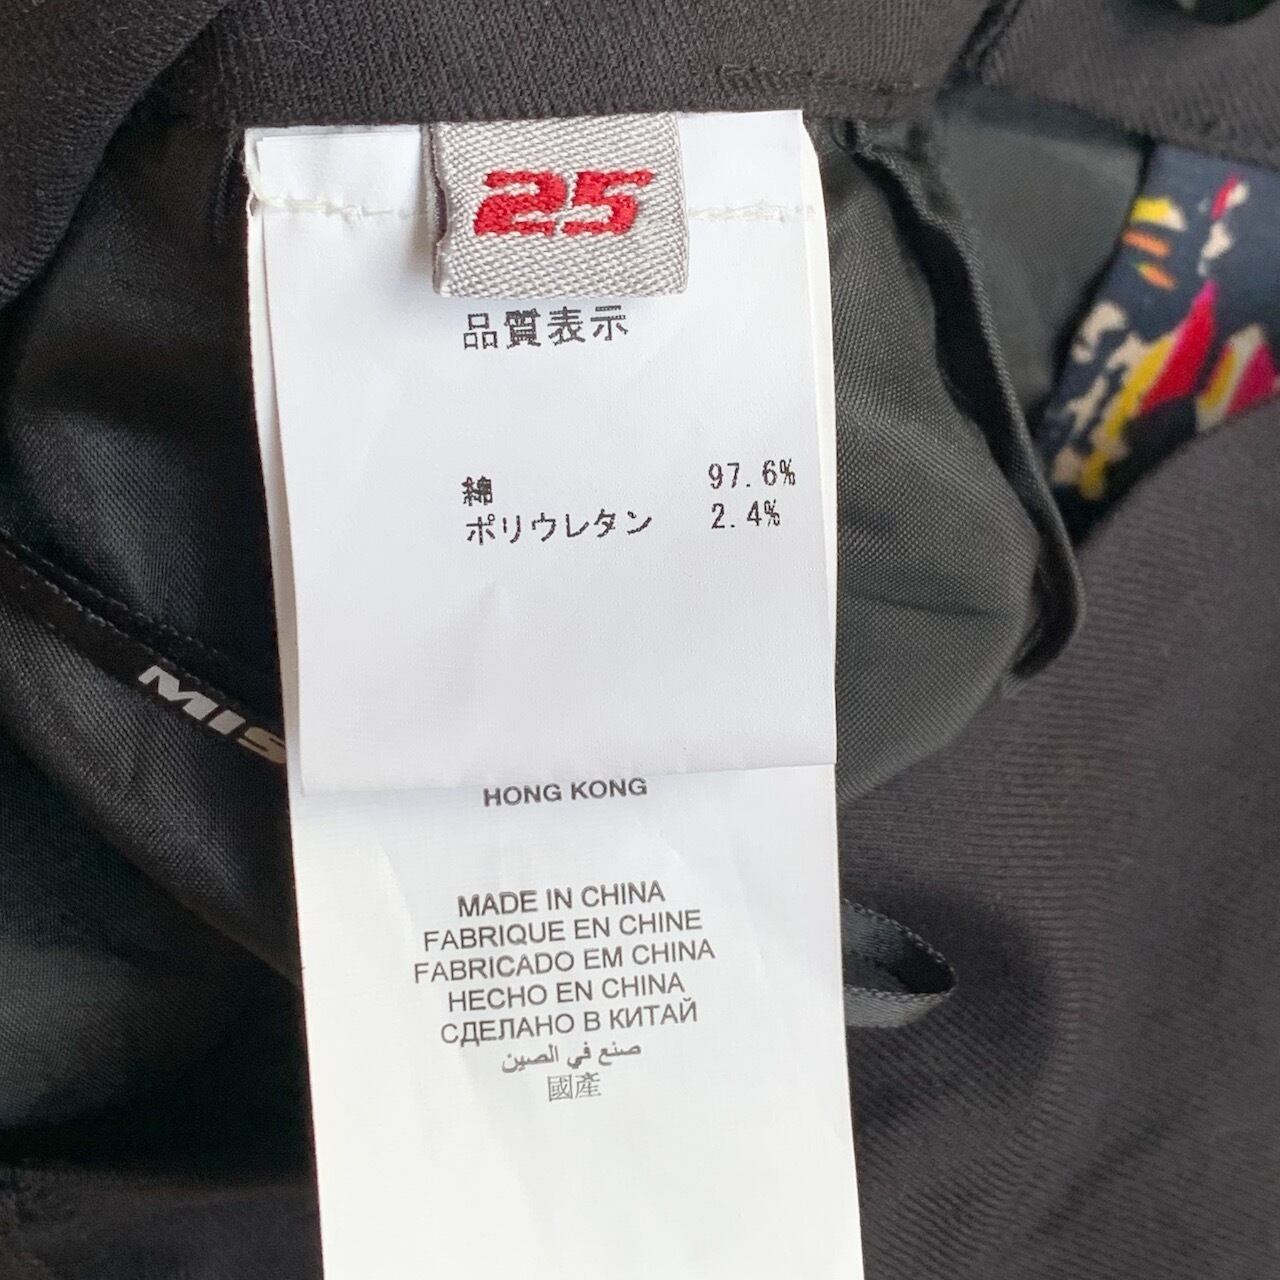 25
品質表示
綿 97.6%
ポリウレタン 2.4%
MIS
HONG KONG
MADE IN CHINA
FABRIQUE EN CHINE
FABRICADO EM CHINA
HECHO EN CHINA
СДЕЛАНО В КИТАЙ
صنع في الصين
國產